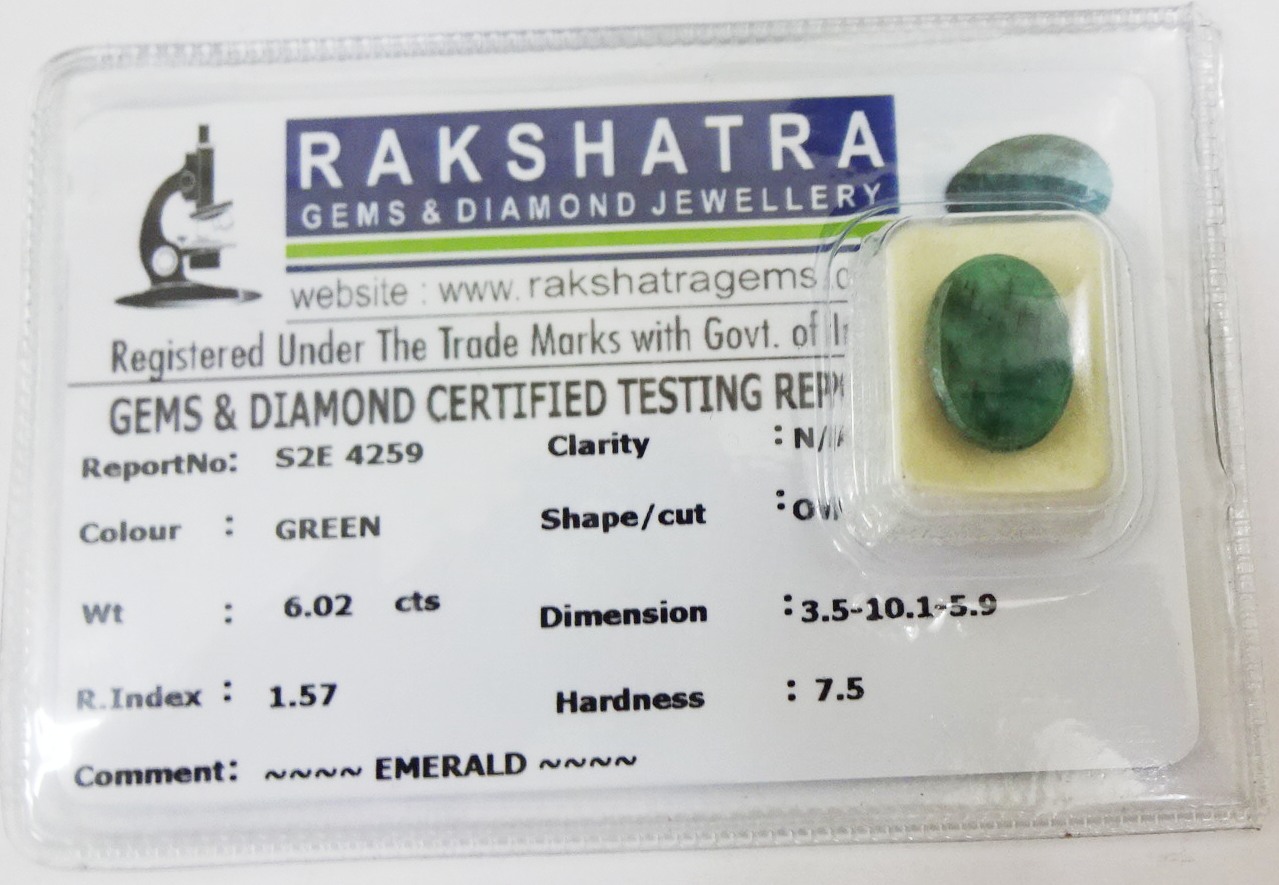 RAKSHATRA
GEMS & DIAMOND JEWELLERY
website : www.rakshatragems.
Registered Under The Trade Marks with Govt. of
GEMS & DIAMOND CERTIFIED TESTING
ReportNo: S2E 4259 Clarity : N/A
Colour : GREEN Shape/cut :
Wt : 6.02 cts Dimension : 3.5-10.1-5.9
R.Index : 1.57 Hardness : 7.5
Comment: ~~~~ EMERALD ~~~~